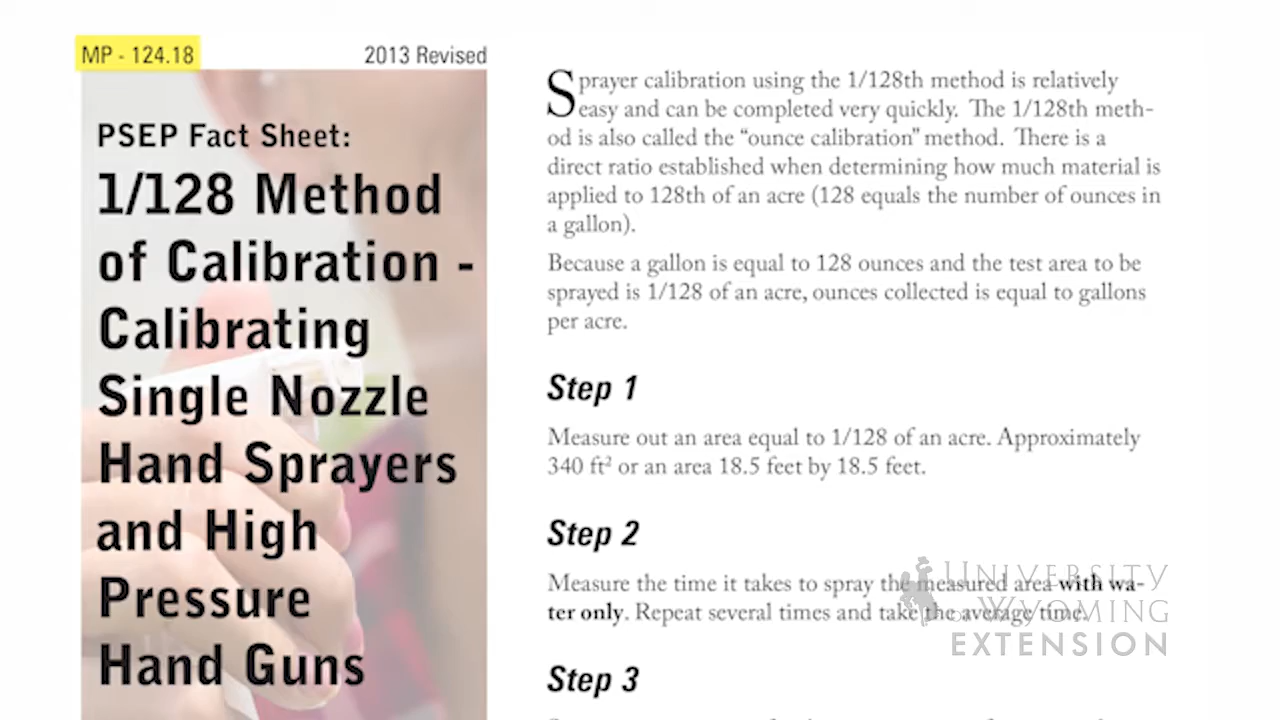 MP - 124.18
2013 Revised
PSEP Fact Sheet:
1/128 Method
of Calibration -
Calibrating
Single Nozzle
Hand Sprayers
and High
Pressure
Hand Guns
Sprayer calibration using the 1/128th method is relatively
easy and can be completed very quickly. The 1/128th meth-
od is also called the “ounce calibration” method. There is a
direct ratio established when determining how much material is
applied to 128th of an acre (128 equals the number of ounces in
a gallon).
Because a gallon is equal to 128 ounces and the test area to be
sprayed is 1/128 of an acre, ounces collected is equal to gallons
per acre.
Step 1
Measure out an area equal to 1/128 of an acre. Approximately
340 ft² or an area 18.5 feet by 18.5 feet.
Step 2
Measure the time it takes to spray the measured area with wa-
ter only. Repeat several times and take the average time.
Step 3
UNIVERSITY
OF WYOMING
EXTENSION